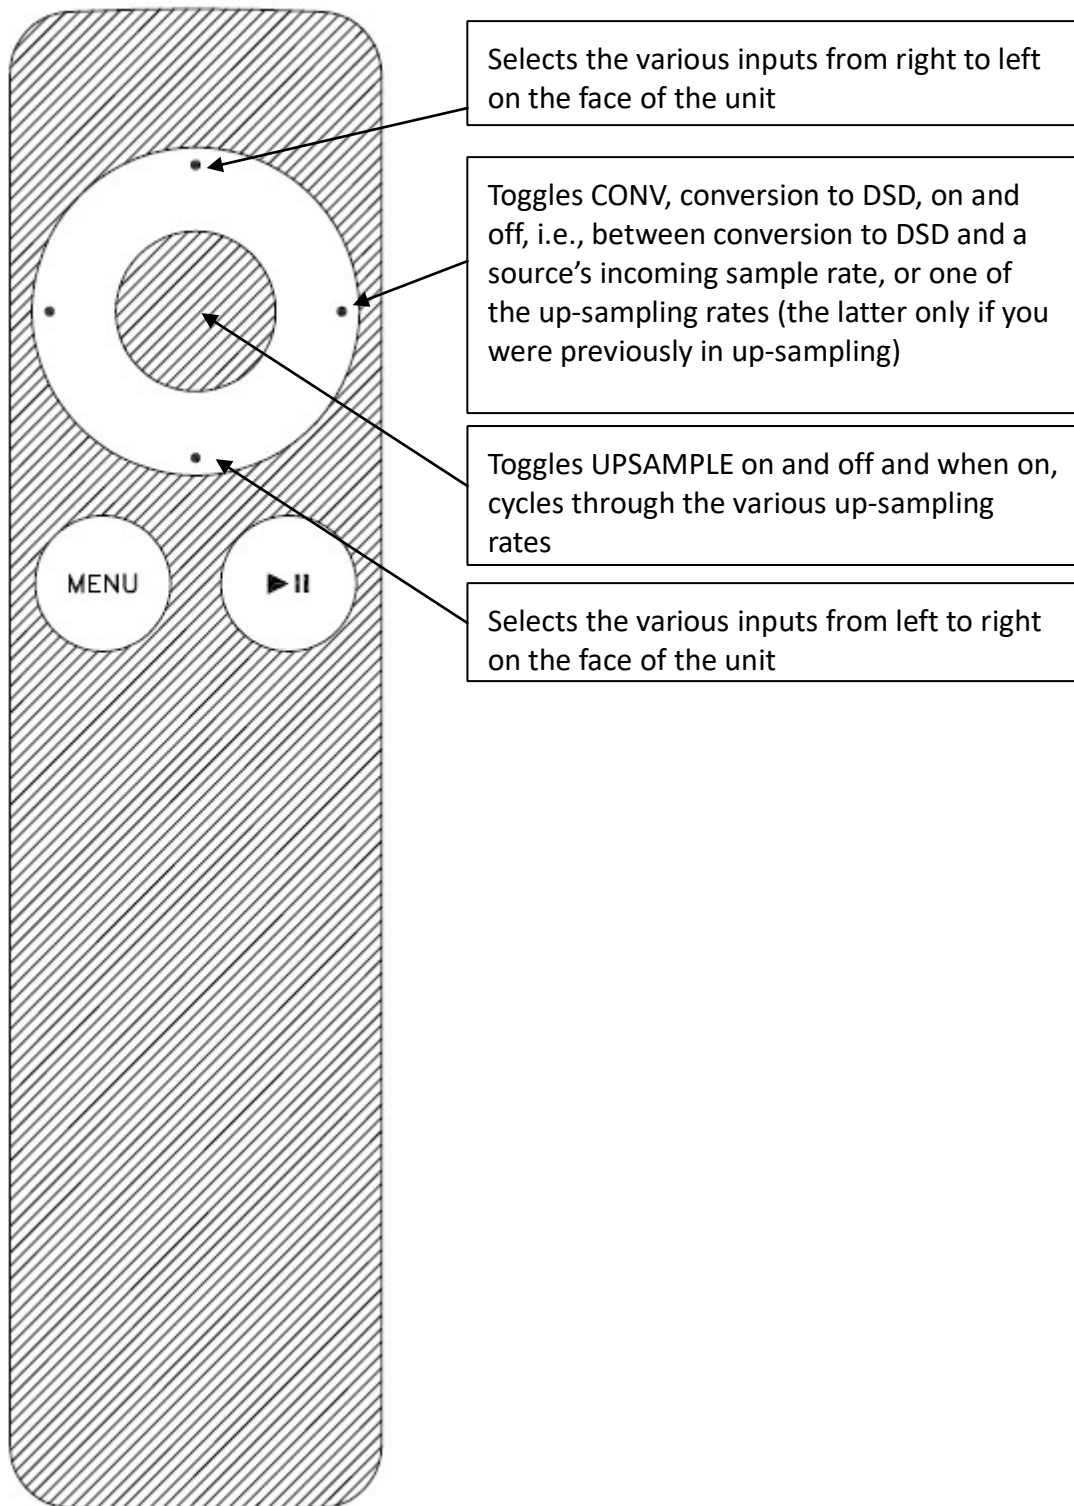 Selects the various inputs from right to left
on the face of the unit
Toggles CONV, conversion to DSD, on and
off, i.e., between conversion to DSD and a
source’s incoming sample rate, or one of
the up-sampling rates (the latter only if you
were previously in up-sampling)
Toggles UPSAMPLE on and off and when on,
cycles through the various up-sampling
rates
Selects the various inputs from left to right
on the face of the unit
MENU